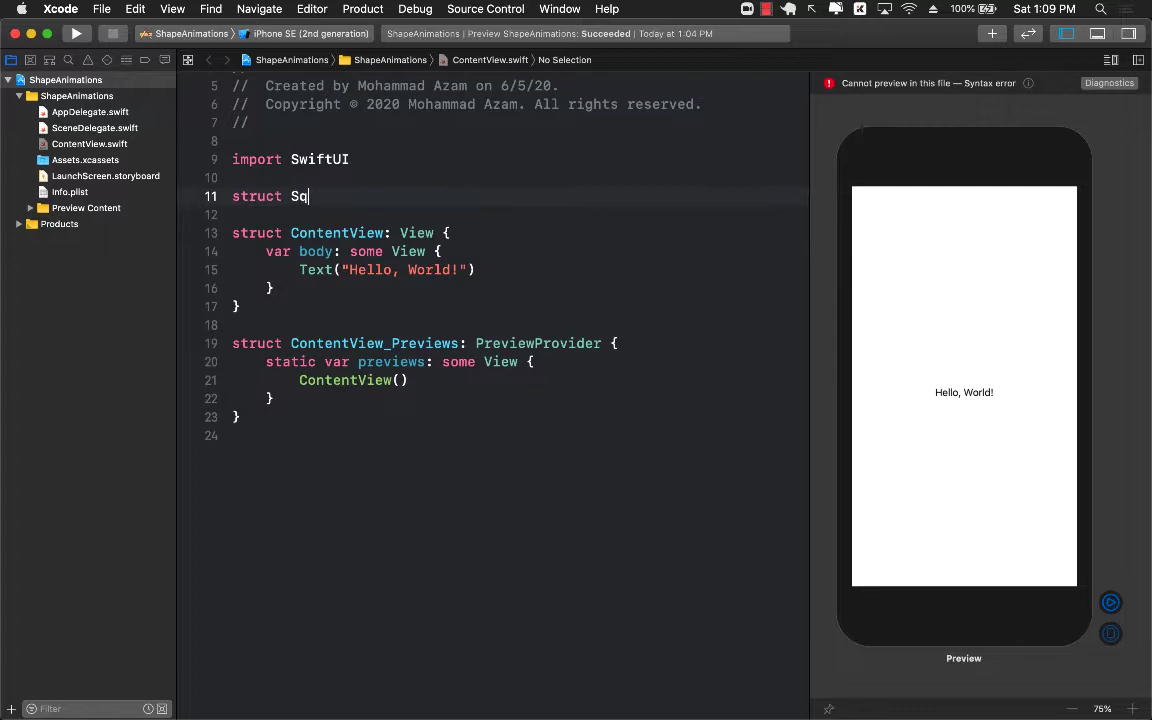 Xcode File Edit View Find Navigate Editor Product Debug Source Control Window Help 100% Sat 1:09 PM
ShapeAnimations iPhone SE (2nd generation) ShapeAnimations | Preview ShapeAnimations: Succeeded | Today at 1:04 PM
ShapeAnimations ShapeAnimations ContentView.swift No Selection
ShapeAnimations
ShapeAnimations
AppDelegate.swift
SceneDelegate.swift
ContentView.swift
Assets.xcassets
LaunchScreen.storyboard
Info.plist
Preview Content
Products
Filter
5 // Created by Mohammad Azam on 6/5/20.
6 // Copyright © 2020 Mohammad Azam. All rights reserved.
7 //
8
9 import SwiftUI
10
11 struct Sq
12
13 struct ContentView: View {
14 var body: some View {
15 Text("Hello, World!")
16 }
17 }
18
19 struct ContentView_Previews: PreviewProvider {
20 static var previews: some View {
21 ContentView()
22 }
23 }
24
Cannot preview in this file — Syntax error Diagnostics
Hello, World!
Preview
75%